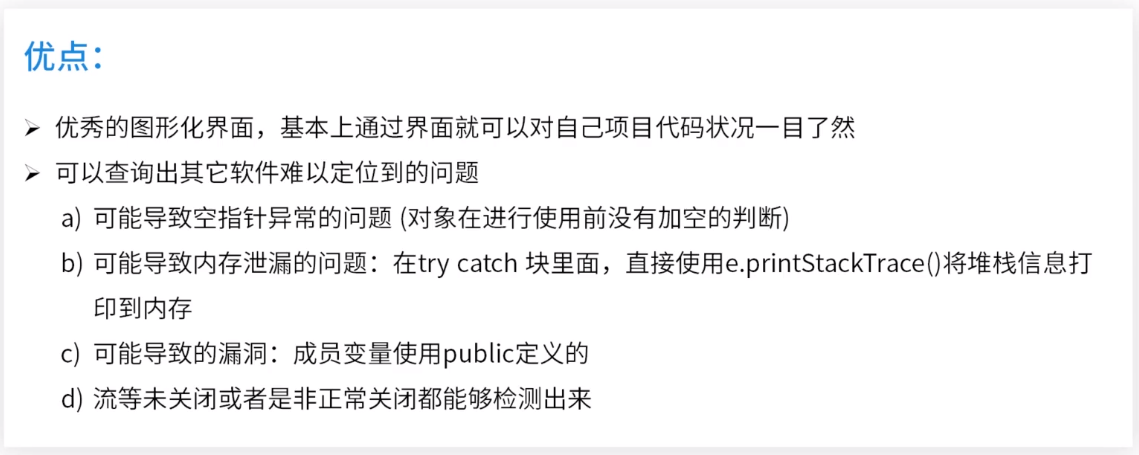 优点：
➢ 优秀的图形化界面，基本上通过界面就可以对自己项目代码状况一目了然
➢ 可以查询出其它软件难以定位到的问题
a) 可能导致空指针异常的问题 (对象在进行使用前没有加空的判断)
b) 可能导致内存泄漏的问题：在try catch 块里面，直接使用e.printStackTrace()将堆栈信息打
印到内存
c) 可能导致的漏洞：成员变量使用public定义的
d) 流等未关闭或者是非正常关闭都能够检测出来